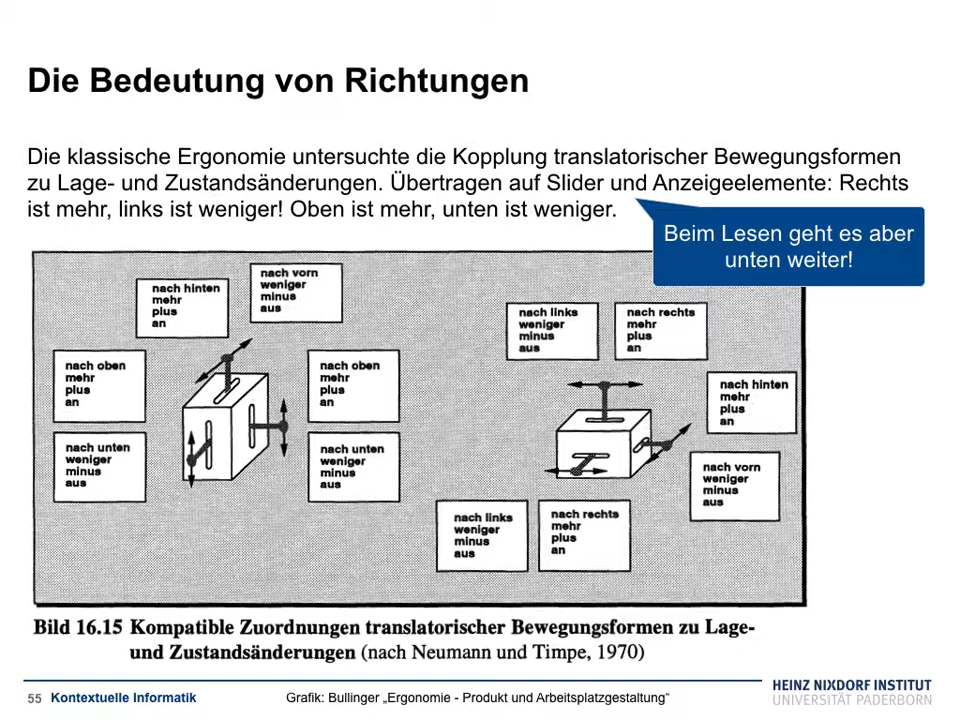 Die Bedeutung von Richtungen
Die klassische Ergonomie untersuchte die Kopplung translatorischer Bewegungsformen
zu Lage- und Zustandsänderungen. Übertragen auf Slider und Anzeigeelemente: Rechts
ist mehr, links ist weniger! Oben ist mehr, unten ist weniger.
Beim Lesen geht es aber
unten weiter!
nach hinten
mehr
plus
an
nach vorn
weniger
minus
aus
nach oben
mehr
plus
an
nach oben
mehr
plus
an
nach unten
weniger
minus
aus
nach unten
weniger
minus
aus
nach links
weniger
minus
aus
nach rechts
mehr
plus
an
nach hinten
mehr
plus
an
nach vorn
weniger
minus
aus
nach links
weniger
minus
aus
nach rechts
mehr
plus
an
Bild 16.15 Kompatible Zuordnungen translatorischer Bewegungsformen zu Lage-
und Zustandsänderungen (nach Neumann und Timpe, 1970)
55 Kontextuelle Informatik
Grafik: Bullinger „Ergonomie - Produkt und Arbeitsplatzgestaltung“
HEINZ NIXDORF INSTITUT
UNIVERSITÄT PADERBORN